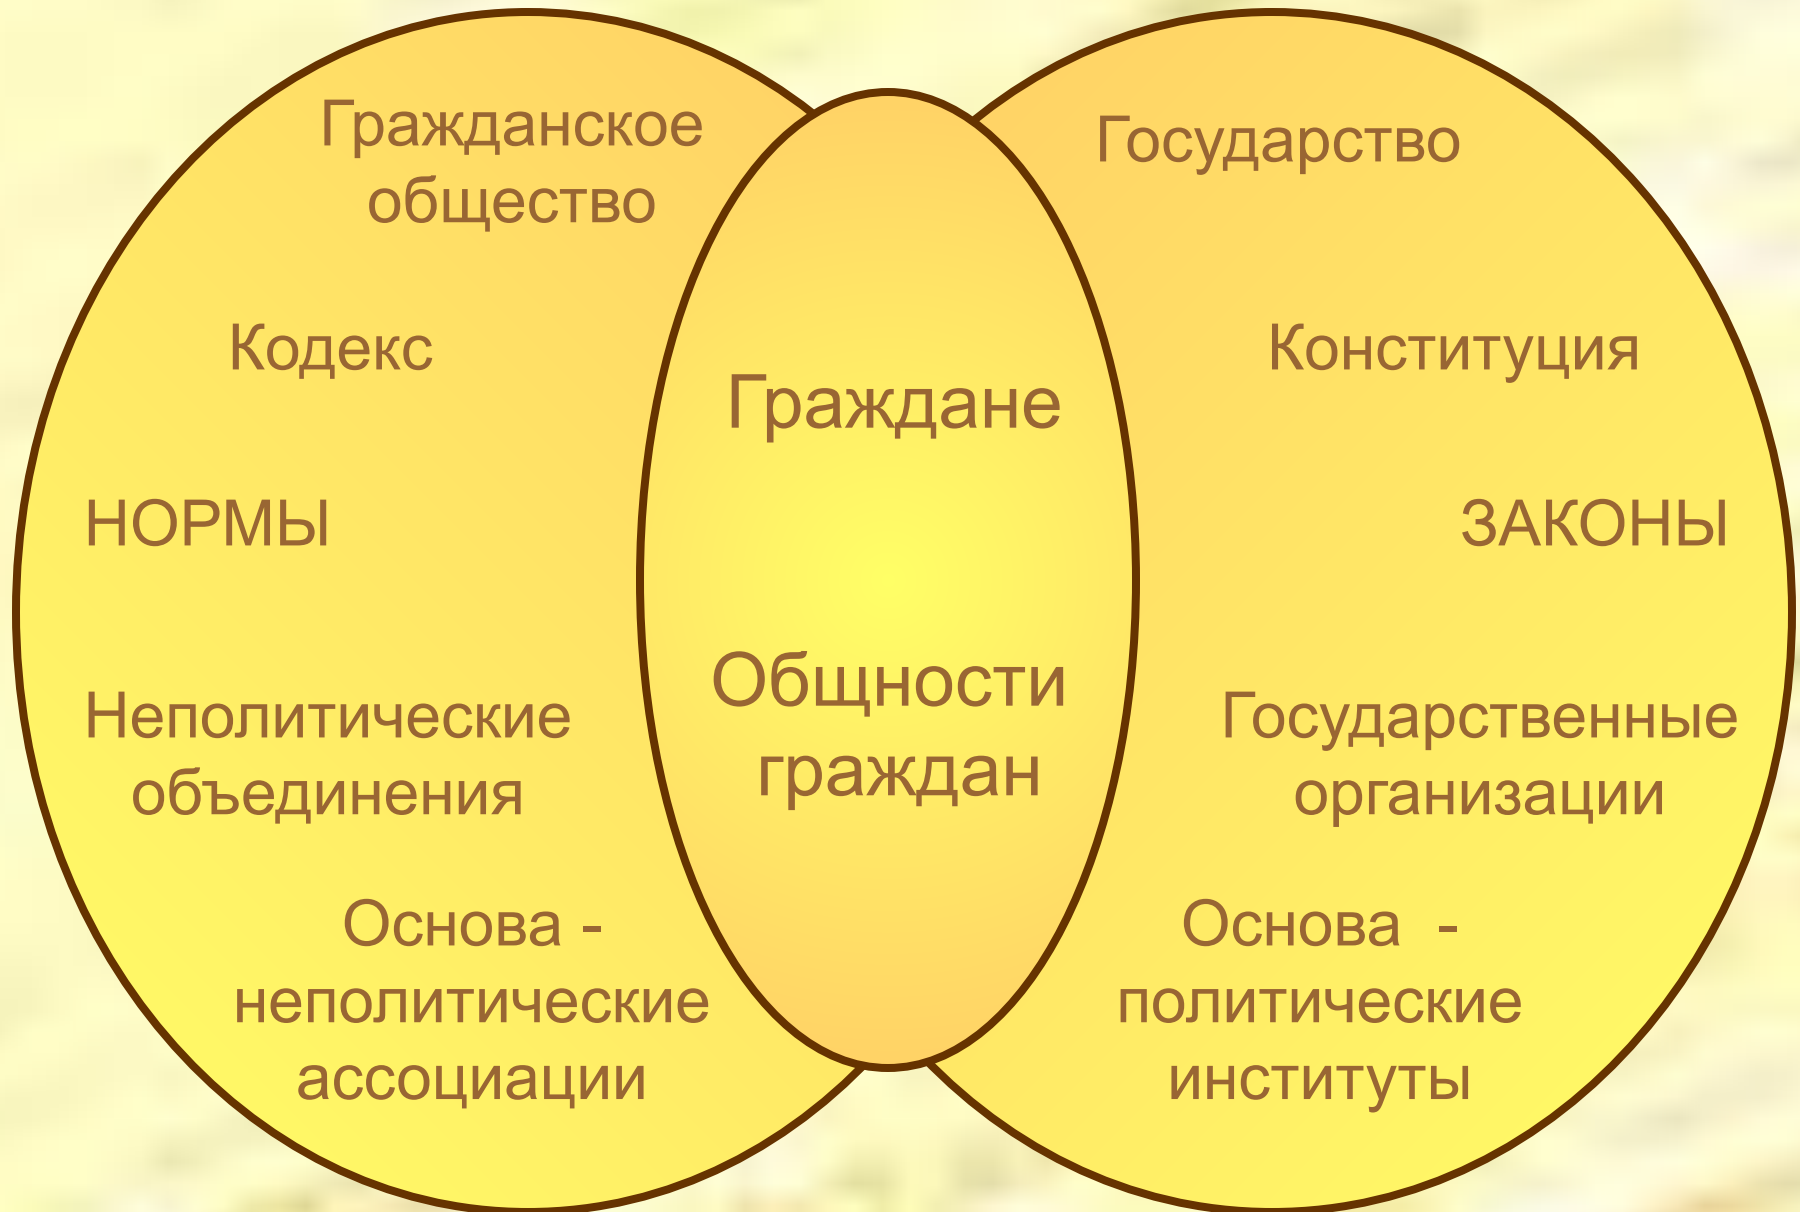 Гражданское
общество
Кодекс
НОРМЫ
Неполитические
объединения
Основа -
неполитические
ассоциации
Граждане
Общности
граждан
Государство
Конституция
ЗАКОНЫ
Государственные
организации
Основа -
политические
институты